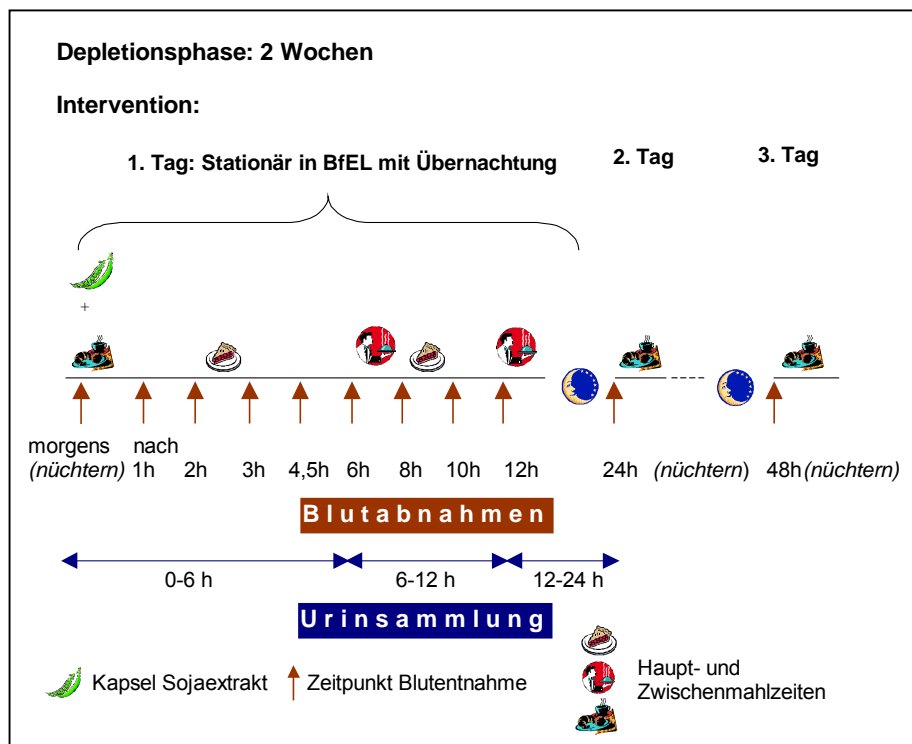 Depletionsphase: 2 Wochen
Intervention:
1. Tag: Stationär in BfEL mit Übernachtung
2. Tag
3. Tag
+
morgens
(nüchtern)
nach
1h
2h
3h
4,5h
6h
8h
10h
12h
24h
(nüchtern)
48h (nüchtern)
Blutabnahmen
0-6 h
6-12 h
12-24 h
Urinsammlung
Kapsel Sojaextrakt
Zeitpunkt Blutentnahme
Haupt- und
Zwischenmahlzeiten